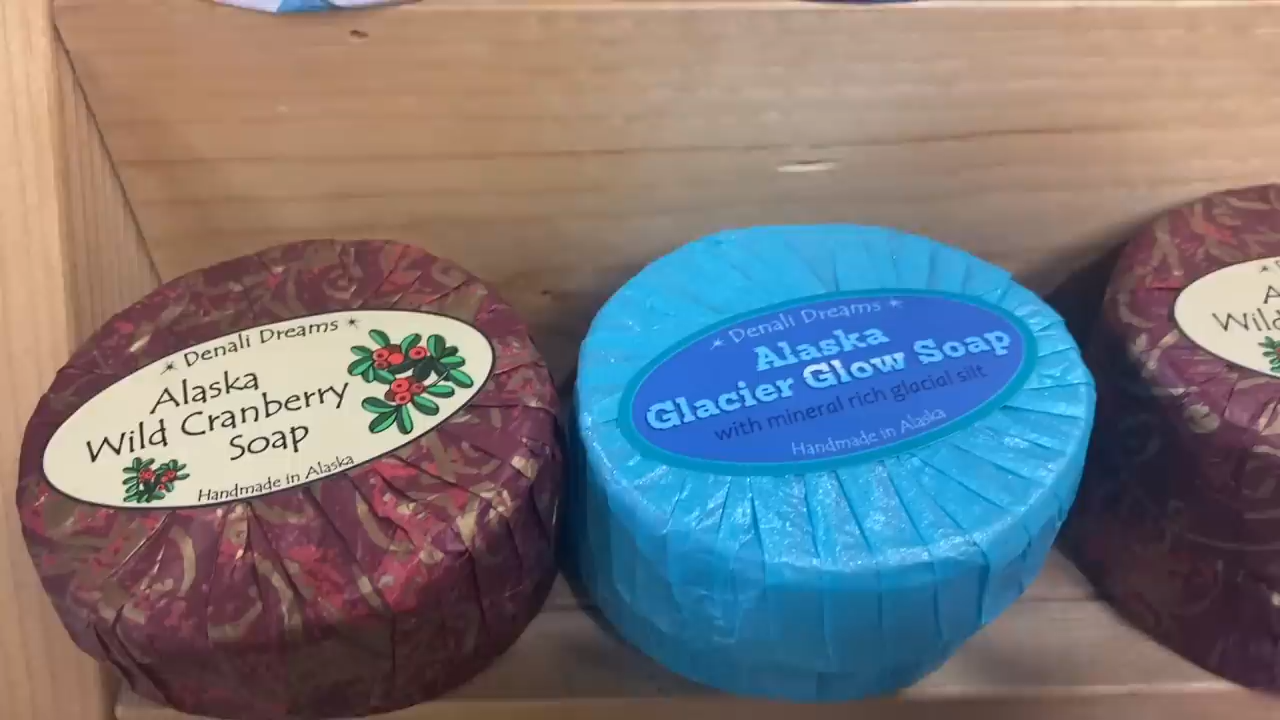 Denali Dreams
Alaska
Wild Cranberry
Soap
Handmade in Alaska
Denali Dreams
Alaska
Glacier Glow Soap
with mineral rich glacial silt
Handmade in Alaska